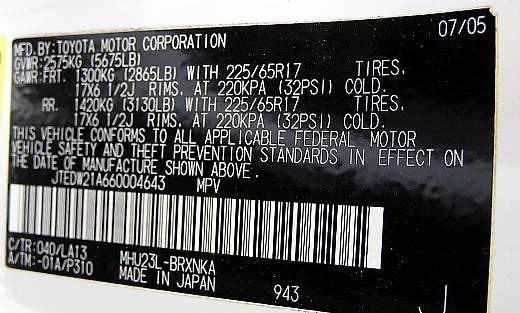 07/05
MFD. BY: TOYOTA MOTOR CORPORATION
GVWR: 2575KG (5675LB)
GAWR: FRT. 1300KG (2865LB) WITH 225/65R17 TIRES,
17X6 1/2J RIMS, AT 220KPA (32PSI) COLD.
RR. 1420KG (3130LB) WITH 225/65R17 TIRES,
17X6 1/2J RIMS, AT 220KPA (32PSI) COLD.
THIS VEHICLE CONFORMS TO ALL APPLICABLE FEDERAL MOTOR
VEHICLE SAFETY AND THEFT PREVENTION STANDARDS IN EFFECT ON
THE DATE OF MANUFACTURE SHOWN ABOVE.
JTEDW21A660004643 MPV
C/TR: 040/LA13 MHU23L-BRXNKA
A/TM: -01A/P310 MADE IN JAPAN
943 J